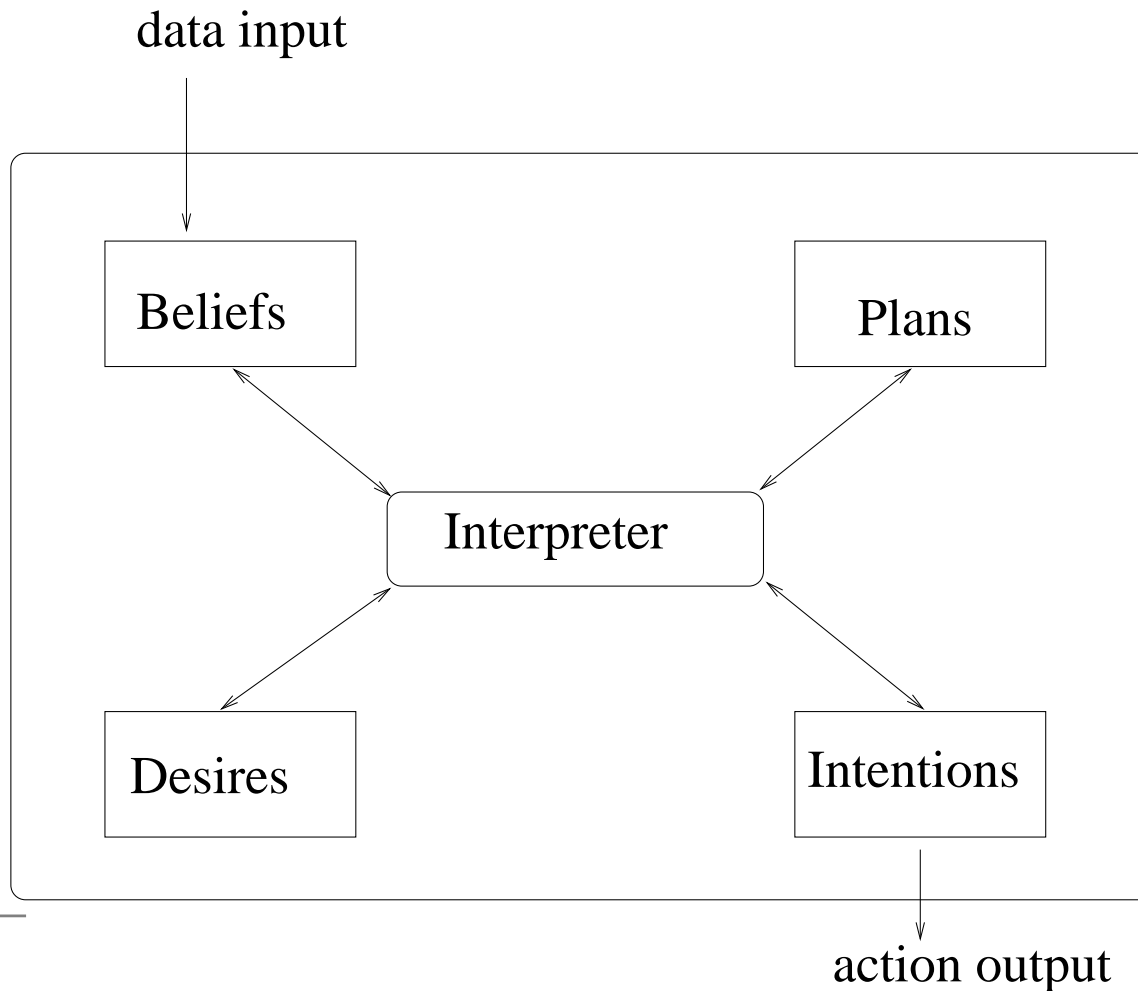 data input
Beliefs
Plans
Interpreter
Desires
Intentions
action output